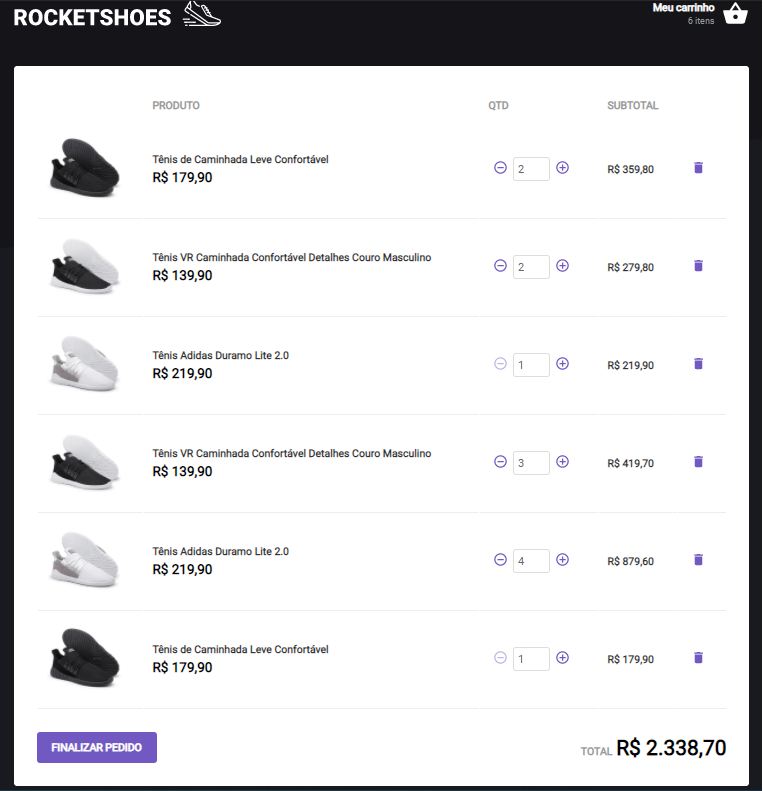 ROCKETSHOES
Meu carrinho
6 itens
PRODUTO QTD SUBTOTAL
Tênis de Caminhada Leve Confortável
R$ 179,90
2
R$ 359,80
Tênis VR Caminhada Confortável Detalhes Couro Masculino
R$ 139,90
2
R$ 279,80
Tênis Adidas Duramo Lite 2.0
R$ 219,90
1
R$ 219,90
Tênis VR Caminhada Confortável Detalhes Couro Masculino
R$ 139,90
3
R$ 419,70
Tênis Adidas Duramo Lite 2.0
R$ 219,90
4
R$ 879,60
Tênis de Caminhada Leve Confortável
R$ 179,90
1
R$ 179,90
FINALIZAR PEDIDO
TOTAL R$ 2.338,70